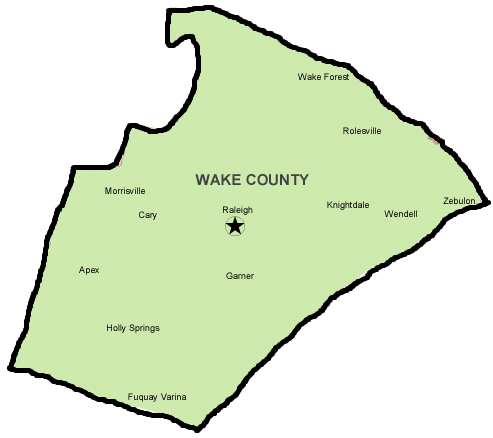 Wake Forest
Rolesville
WAKE COUNTY
Morrisville
Zebulon
Knightdale
Raleigh
Cary
Wendell
Apex
Garner
Holly Springs
Fuquay Varina